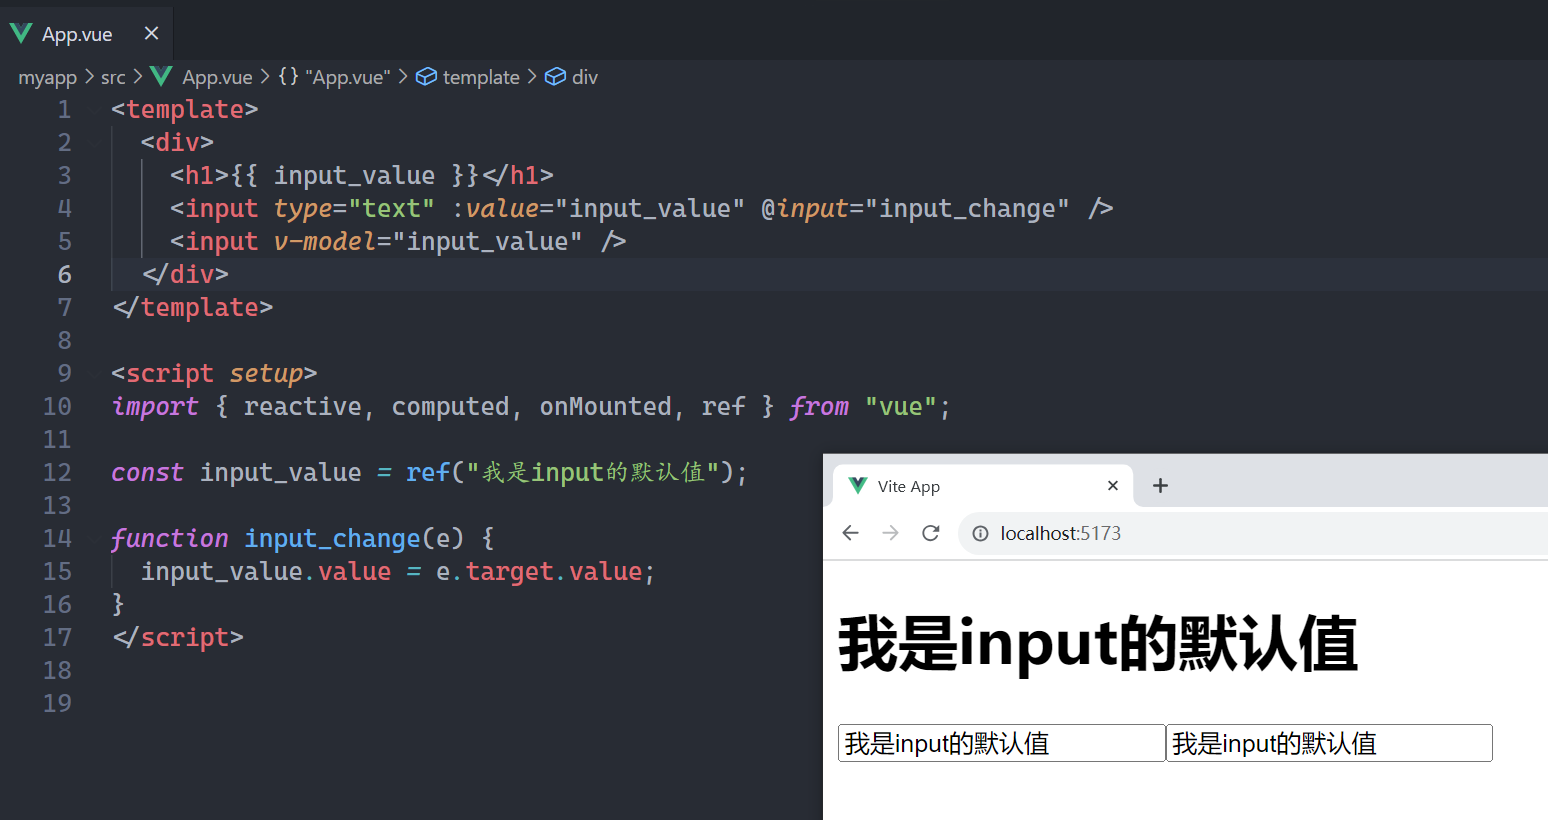 App.vue ×
myapp > src > App.vue > {} "App.vue" > template > div
1 <template>
2 <div>
3 <h1>{{ input_value }}</h1>
4 <input type="text" :value="input_value" @input="input_change" />
5 <input v-model="input_value" />
6 </div>
7 </template>
8
9 <script setup>
10 import { reactive, computed, onMounted, ref } from "vue";
11
12 const input_value = ref("我是input的默认值");
13
14 function input_change(e) {
15 input_value.value = e.target.value;
16 }
17 </script>
18
19
Vite App × +
localhost:5173
我是input的默认值
我是input的默认值 我是input的默认值